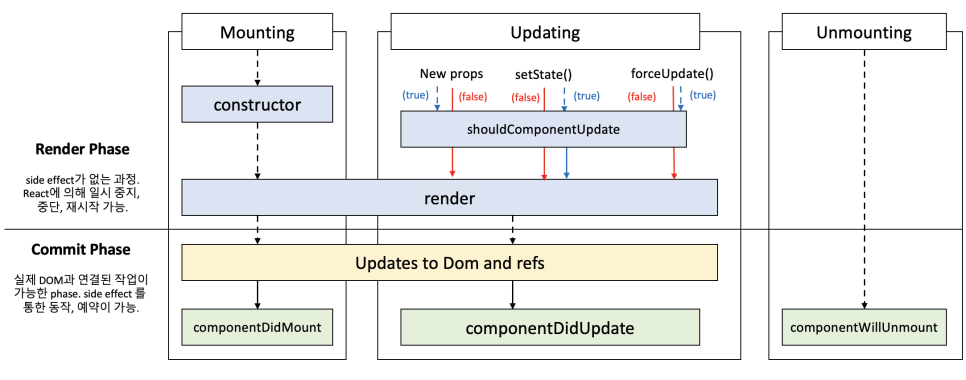 Mounting
Updating
Unmounting
New props
setState()
forceUpdate()
(true)
(false)
(false)
(true)
(false)
(true)
constructor
shouldComponentUpdate
Render Phase
side effect가 없는 과정.
React에 의해 일시 중지,
중단, 재시작 가능.
render
Commit Phase
실제 DOM과 연결된 작업이
가능한 phase. side effect 를
통한 동작, 예약이 가능.
Updates to Dom and refs
componentDidMount
componentDidUpdate
componentWillUnmount